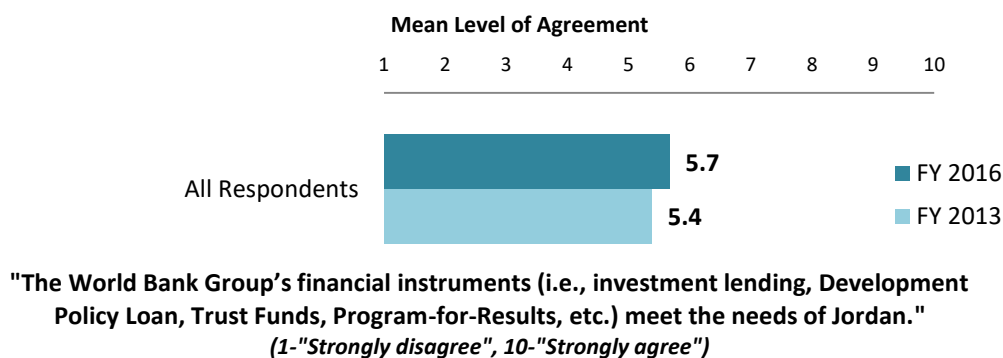 Mean Level of Agreement
1 2 3 4 5 6 7 8 9 10
All Respondents
5.7
5.4
FY 2016
FY 2013
"The World Bank Group’s financial instruments (i.e., investment lending, Development
Policy Loan, Trust Funds, Program-for-Results, etc.) meet the needs of Jordan."
(1-"Strongly disagree", 10-"Strongly agree")